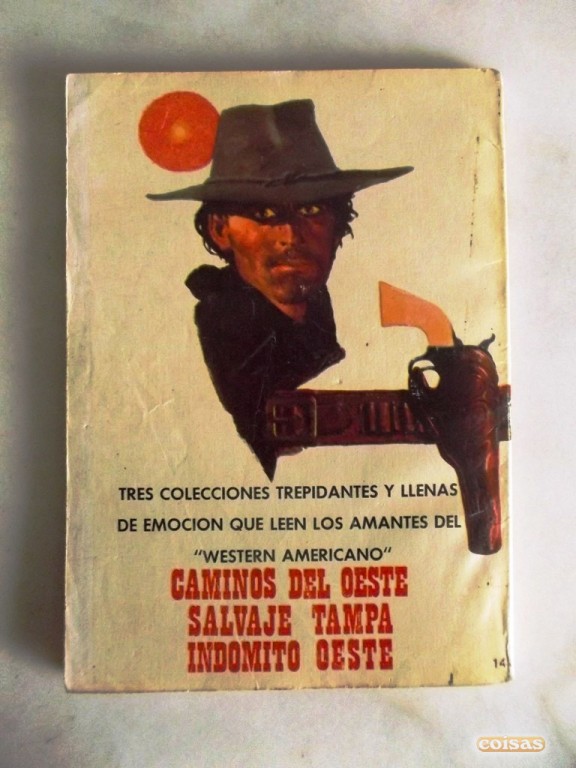 TRES COLECCIONES TREPIDANTES Y LLENAS
DE EMOCION QUE LEEN LOS AMANTES DEL
"WESTERN AMERICANO"
CAMINOS DEL OESTE
SALVAJE TAMPA
INDOMITO OESTE
14
coisas